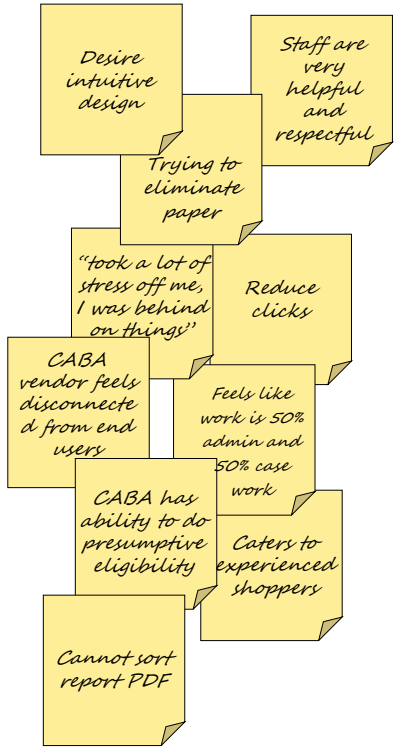 Desire
intuitive
design
Staff are
very
helpful
and
respectful
Trying to
eliminate
paper
“took a lot of
stress off me,
I was behind
on things”
Reduce
clicks
CABA
vendor feels
disconnecte
d from end
users
Feels like
work is 50%
admin and
50% case
work
CABA has
ability to do
presumptive
eligibility
Caters to
experienced
shoppers
Cannot sort
report PDF